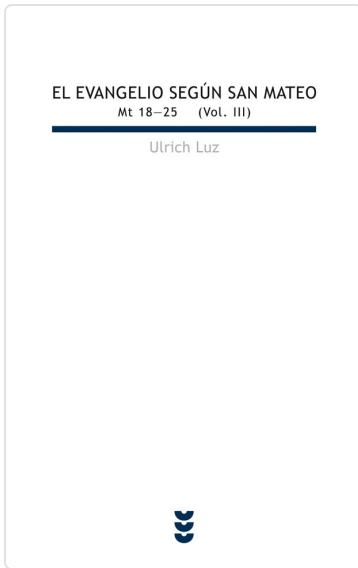 EL EVANGELIO SEGÚN SAN MATEO
Mt 18–25 (Vol. III)
Ulrich Luz